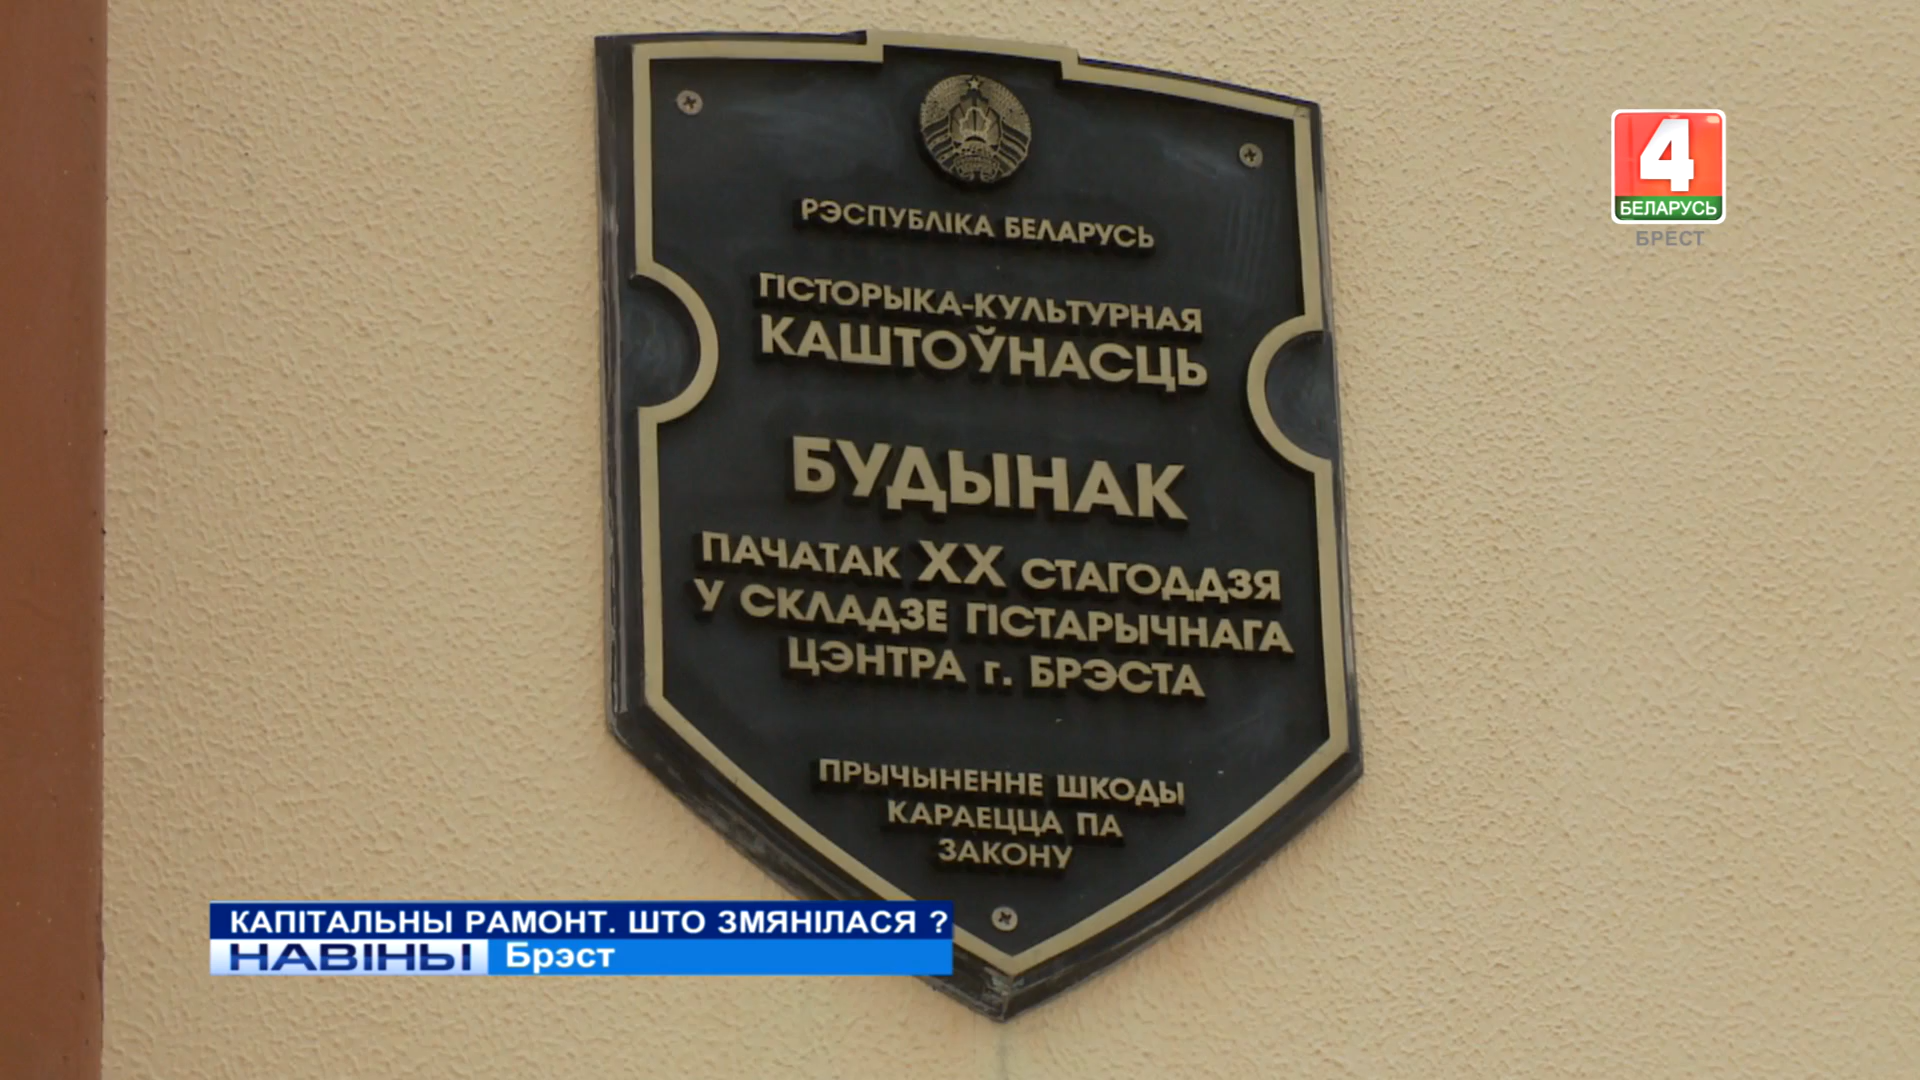 РЭСПУБЛІКА БЕЛАРУСЬ
ГІСТОРЫКА-КУЛЬТУРНАЯ
КАШТОЎНАСЦЬ
БУДЫНАК
ПАЧАТАК XX СТАГОДДЗЯ
У СКЛАДЗЕ ГІСТАРЫЧНАГА
ЦЭНТРА г. БРЭСТА
ПРЫЧЫНЕННЕ ШКОДЫ
КАРАЕЦЦА ПА
ЗАКОНУ
4
БЕЛАРУСЬ
БРЕСТ
КАПІТАЛЬНЫ РАМОНТ. ШТО ЗМЯНІЛАСЯ ?
НАВІНЫ Брэст